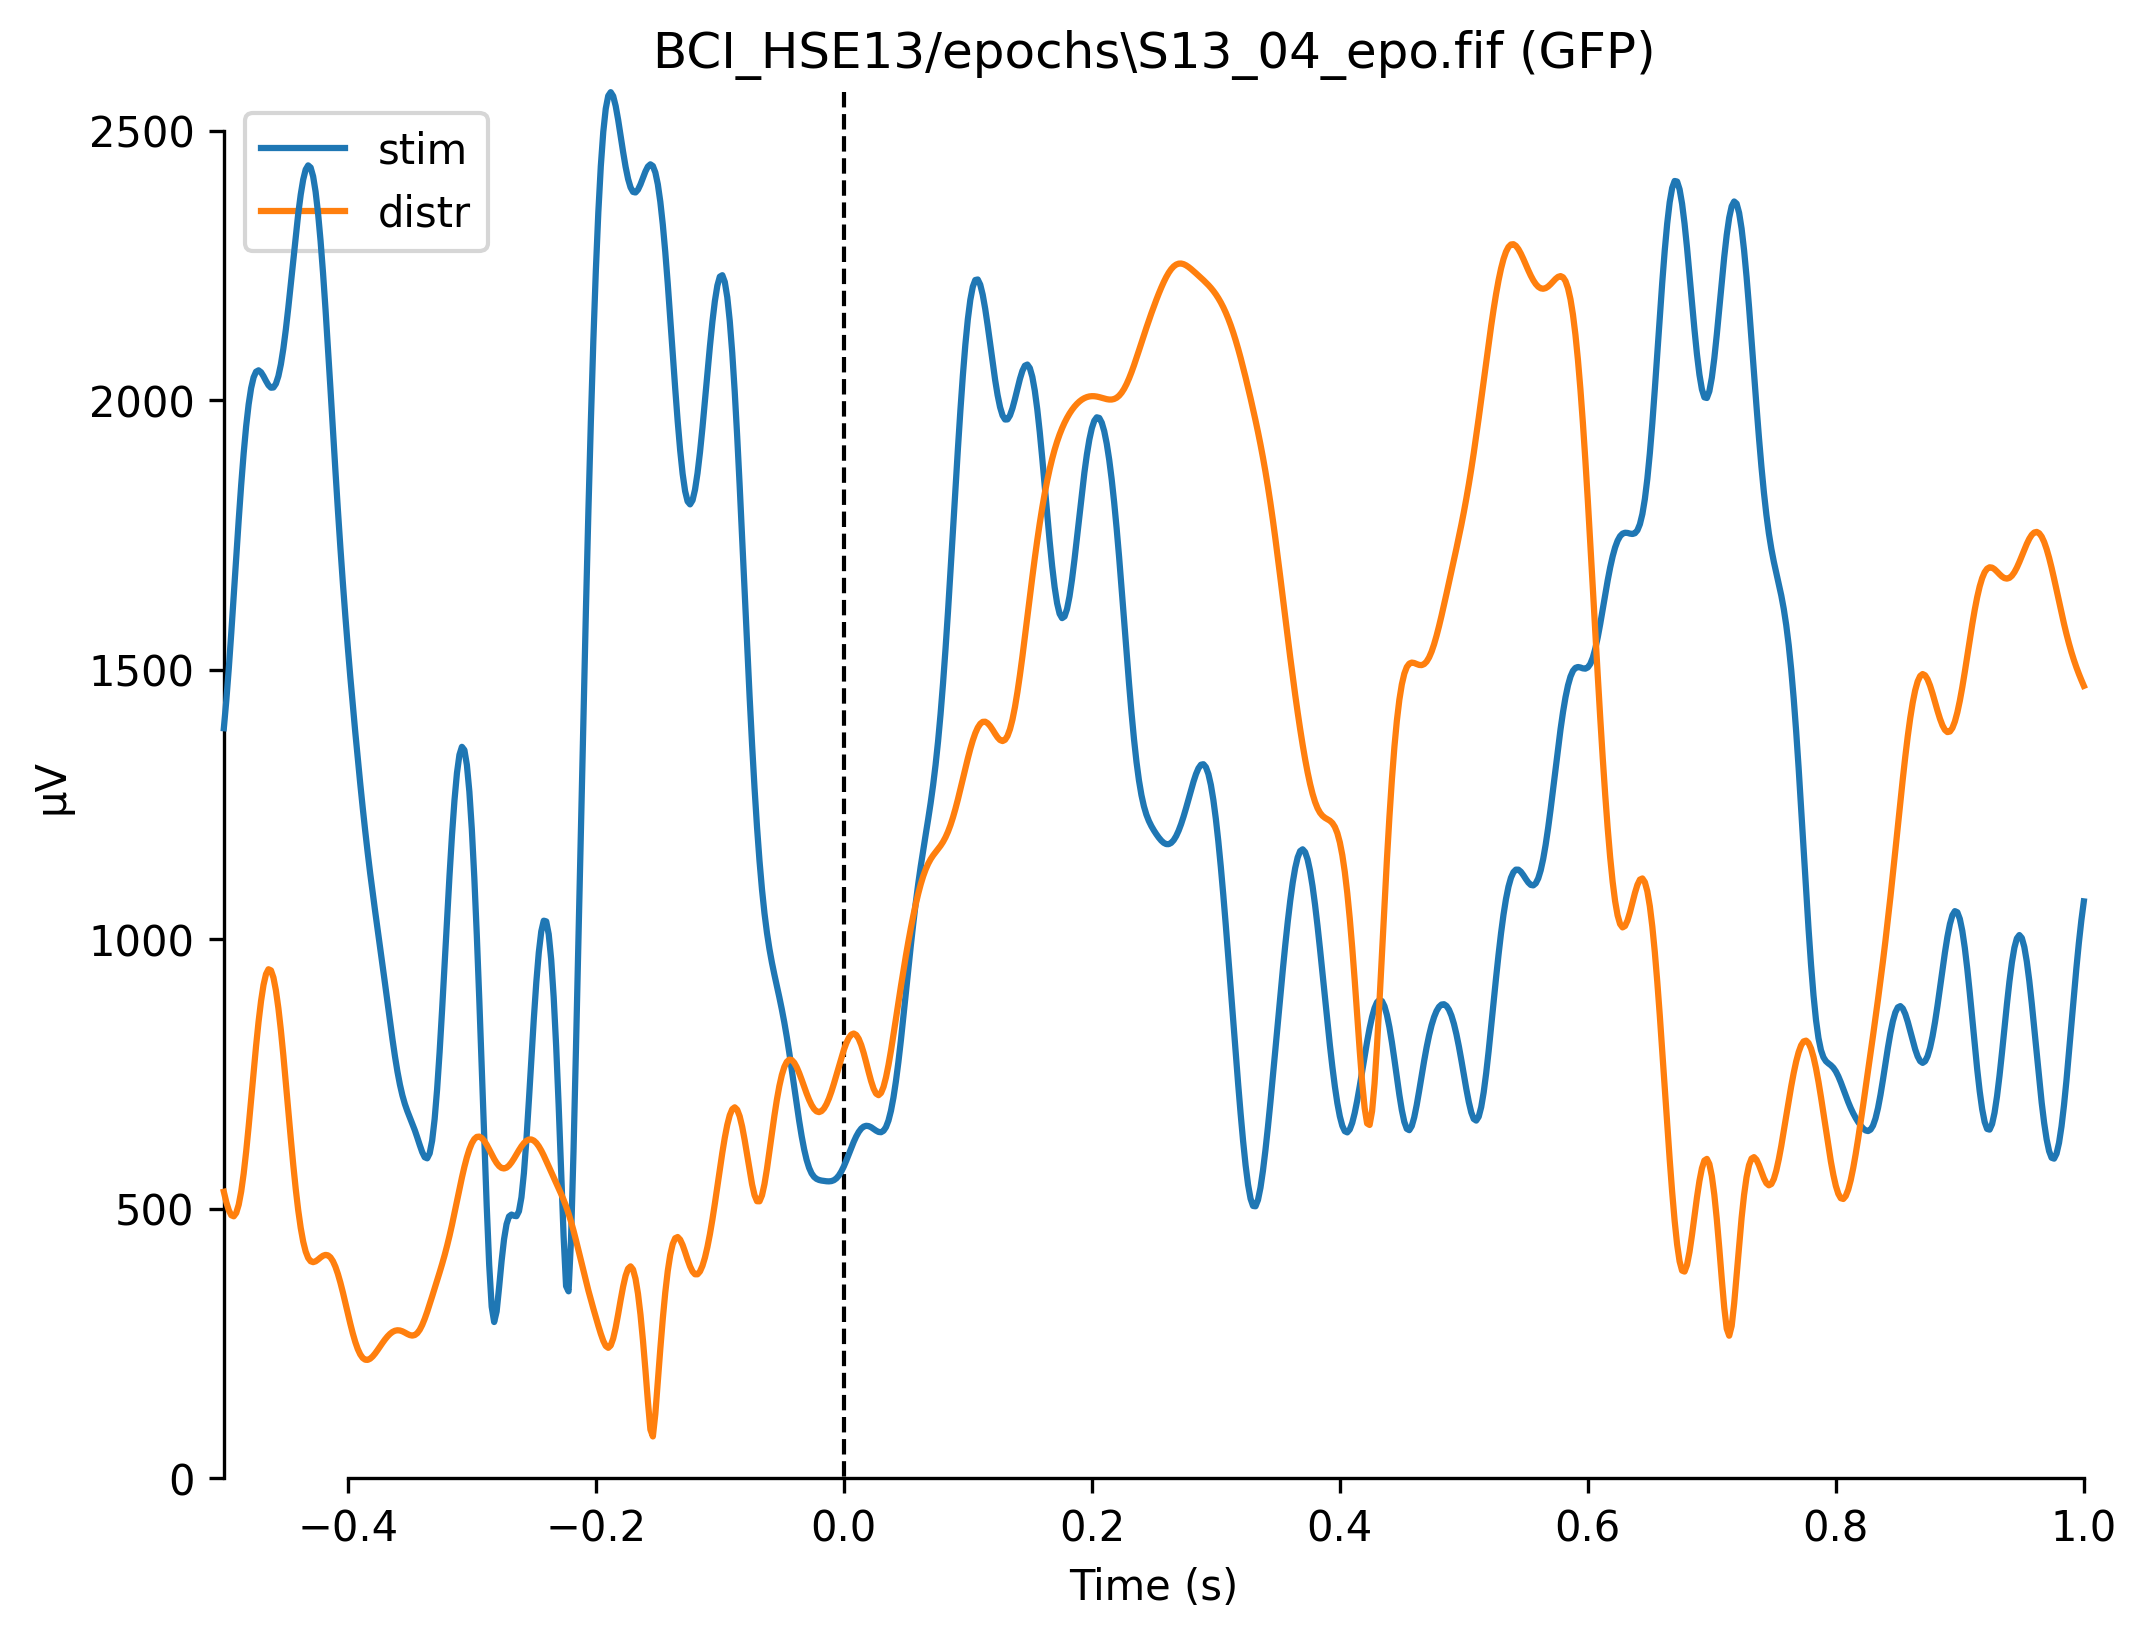 BCI_HSE13/epochs\S13_04_epo.fif (GFP)
stim
distr
2500
2000
1500
1000
500
0
µV
−0.4 −0.2 0.0 0.2 0.4 0.6 0.8 1.0
Time (s)